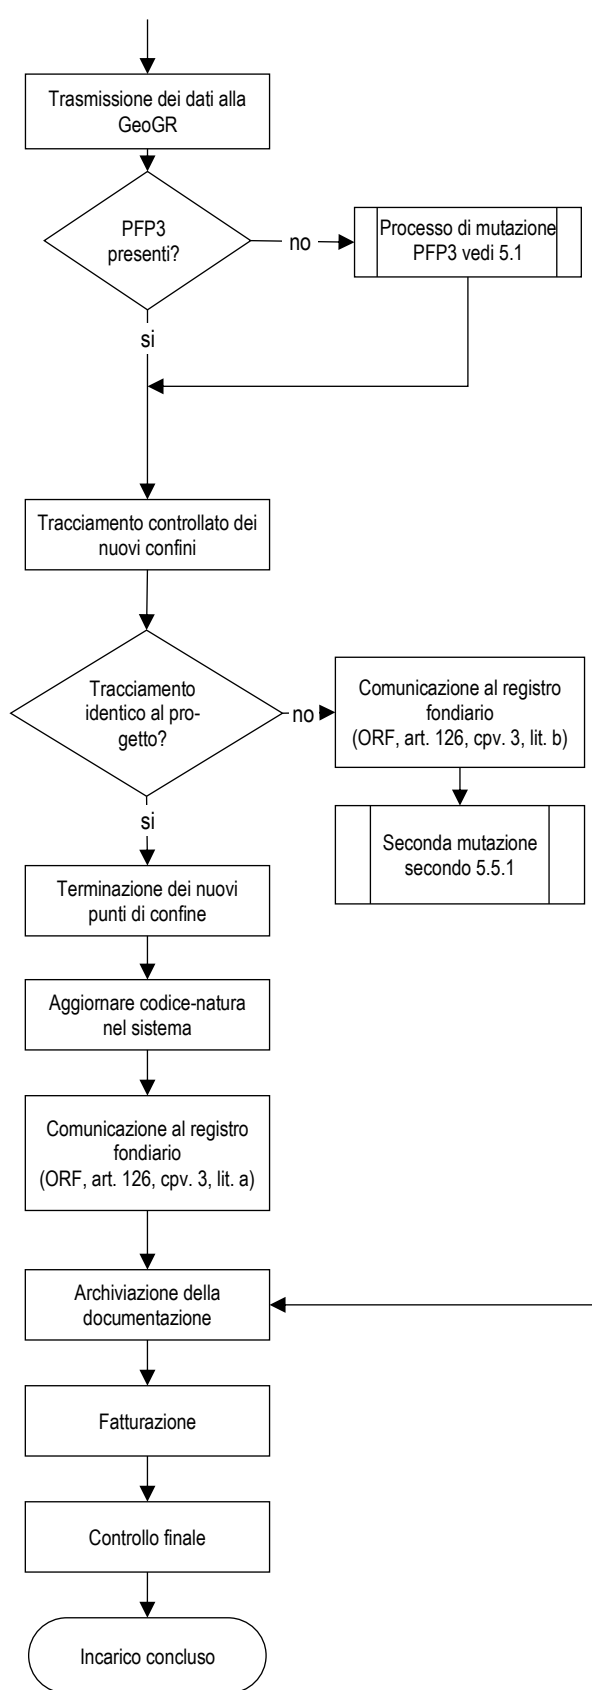 Trasmissione dei dati alla
GeoGR
PFP3
presenti?
no
Processo di mutazione
PFP3 vedi 5.1
si
Tracciamento controllato dei
nuovi confini
Tracciamento
identico al pro-
getto?
no
Comunicazione al registro
fondiario
(ORF, art. 126, cpv. 3, lit. b)
Seconda mutazione
secondo 5.5.1
si
Terminazione dei nuovi
punti di confine
Aggiornare codice-natura
nel sistema
Comunicazione al registro
fondiario
(ORF, art. 126, cpv. 3, lit. a)
Archiviazione della
documentazione
Fatturazione
Controllo finale
Incarico concluso